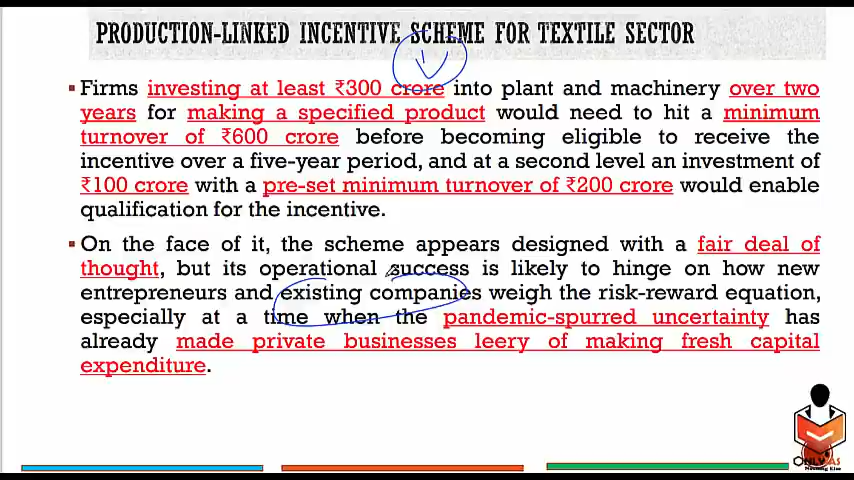 PRODUCTION-LINKED INCENTIVE SCHEME FOR TEXTILE SECTOR
▪ Firms investing at least ₹300 crore into plant and machinery over two
years for making a specified product would need to hit a minimum
turnover of ₹600 crore before becoming eligible to receive the
incentive over a five-year period, and at a second level an investment of
₹100 crore with a pre-set minimum turnover of ₹200 crore would enable
qualification for the incentive.
▪ On the face of it, the scheme appears designed with a fair deal of
thought, but its operational success is likely to hinge on how new
entrepreneurs and existing companies weigh the risk-reward equation,
especially at a time when the pandemic-spurred uncertainty has
already made private businesses leery of making fresh capital
expenditure.
ONLYIAS